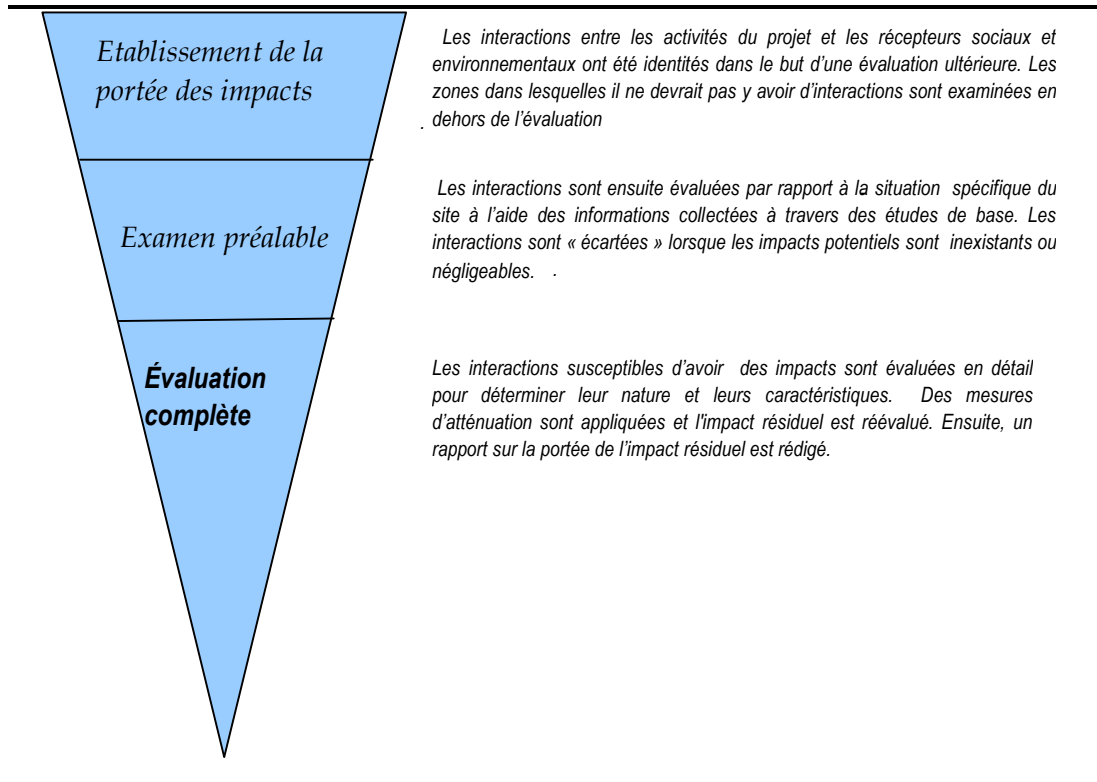 Etablissement de la
portée des impacts
Les interactions entre les activités du projet et les récepteurs sociaux et
environnementaux ont été identités dans le but d'une évaluation ultérieure. Les
zones dans lesquelles il ne devrait pas y avoir d'interactions sont examinées en
. dehors de l'évaluation
Examen préalable
Les interactions sont ensuite évaluées par rapport à la situation spécifique du
site à l'aide des informations collectées à travers des études de base. Les
interactions sont « écartées » lorsque les impacts potentiels sont inexistants ou
négligeables. .
Évaluation
complète
Les interactions susceptibles d'avoir des impacts sont évaluées en détail
pour déterminer leur nature et leurs caractéristiques. Des mesures
d'atténuation sont appliquées et l'impact résiduel est réévalué. Ensuite, un
rapport sur la portée de l'impact résiduel est rédigé.